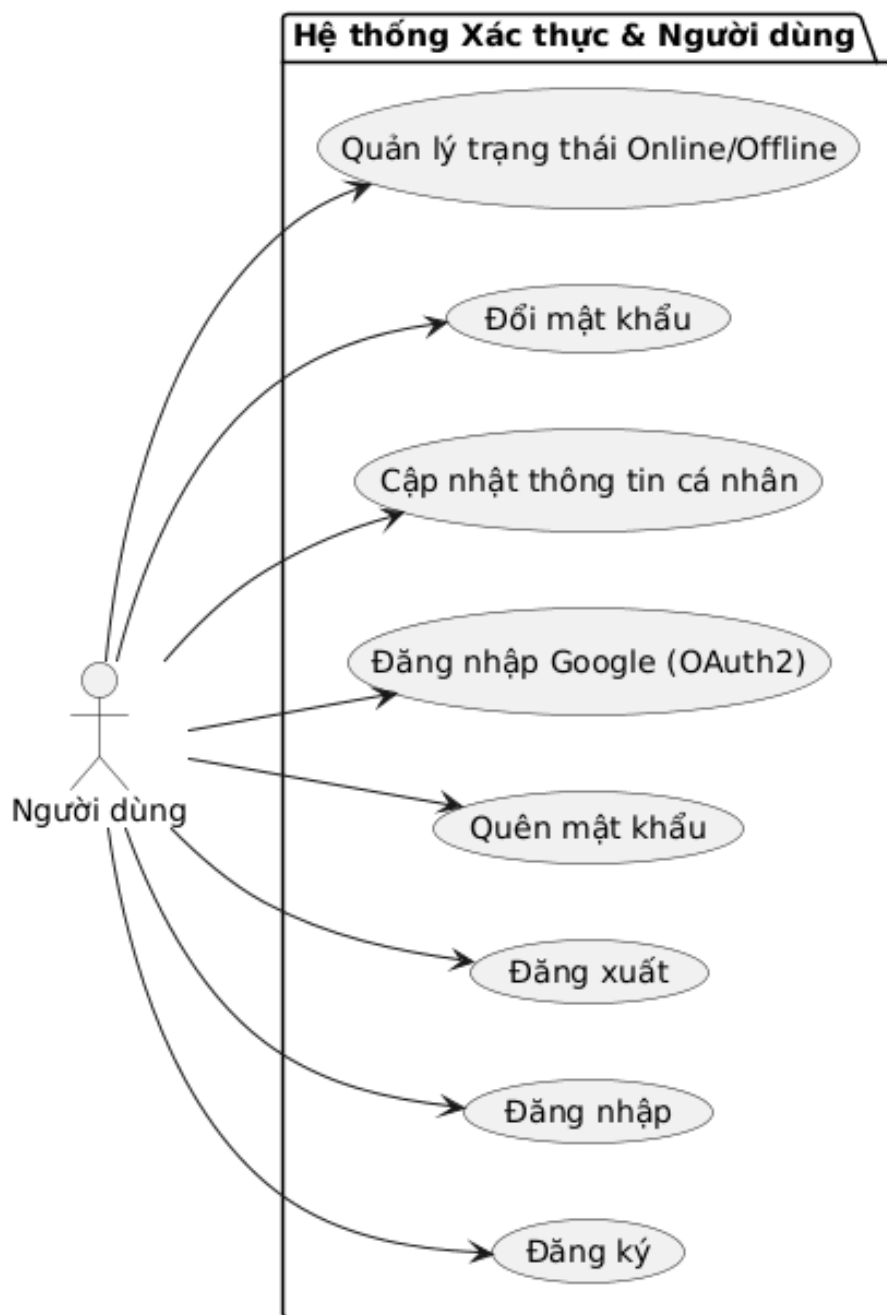 Hệ thống Xác thực & Người dùng
Quản lý trạng thái Online/Offline
Đổi mật khẩu
Cập nhật thông tin cá nhân
Đăng nhập Google (OAuth2)
Người dùng
Quên mật khẩu
Đăng xuất
Đăng nhập
Đăng ký